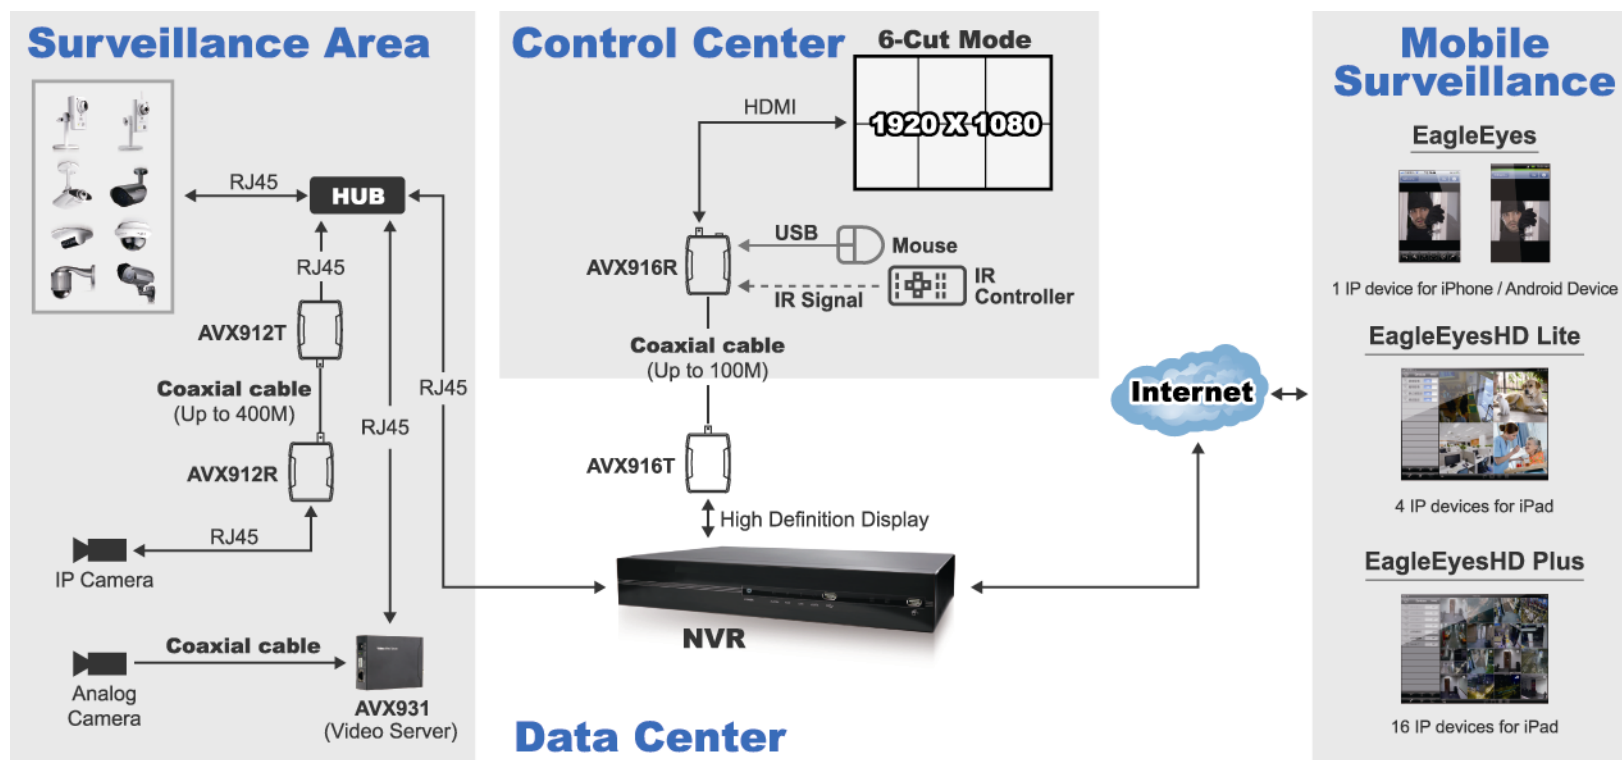 Surveillance Area
RJ45
HUB
RJ45
AVX912T
Coaxial cable
(Up to 400M)
RJ45
RJ45
AVX912R
RJ45
IP Camera
Coaxial cable
Analog
Camera
AVX931
(Video Server)
Control Center
6-Cut Mode
HDMI
1920 X 1080
USB
Mouse
AVX916R
IR Signal
IR
Controller
Coaxial cable
(Up to 100M)
AVX916T
High Definition Display
NVR
Data Center
Internet
Mobile
Surveillance
EagleEyes
1 IP device for iPhone / Android Device
EagleEyesHD Lite
4 IP devices for iPad
EagleEyesHD Plus
16 IP devices for iPad